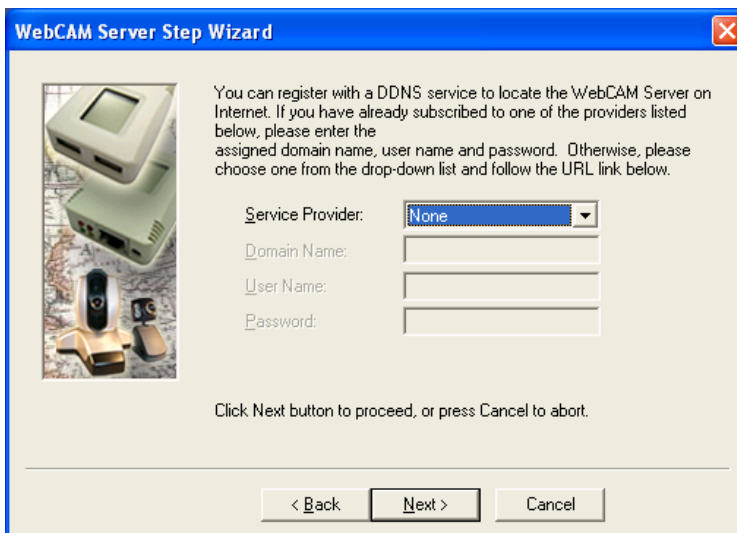 WebCAM Server Step Wizard
You can register with a DDNS service to locate the WebCAM Server on
Internet. If you have already subscribed to one of the providers listed
below, please enter the
assigned domain name, user name and password.  Otherwise, please
choose one from the drop-down list and follow the URL link below.
Service Provider: None
Domain Name:
User Name:
Password:
Click Next button to proceed, or press Cancel to abort.
< Back Next > Cancel